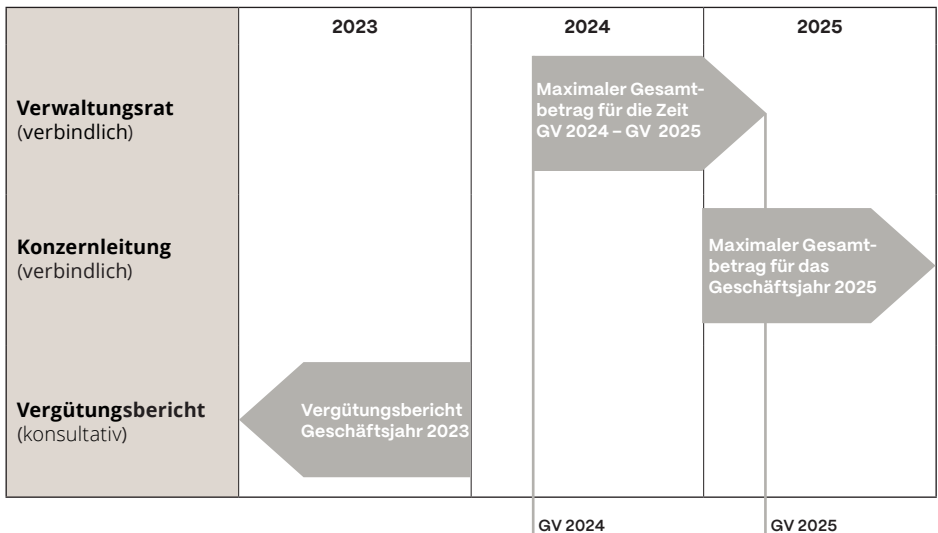 2023
2024
2025
Verwaltungsrat
(verbindlich)
Maximaler Gesamt-
betrag für die Zeit
GV 2024 – GV 2025
Konzernleitung
(verbindlich)
Maximaler Gesamt-
betrag für das
Geschäftsjahr 2025
Vergütungsbericht
(konsultativ)
Vergütungsbericht
Geschäftsjahr 2023
GV 2024
GV 2025